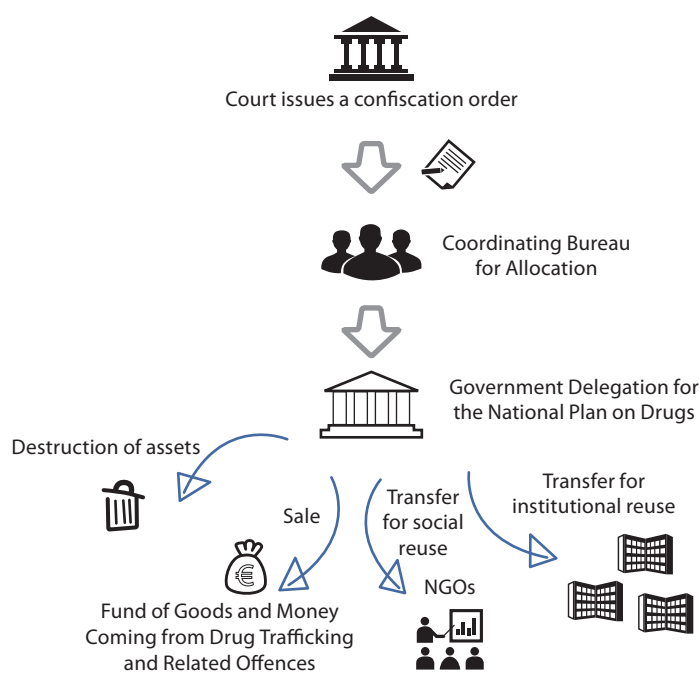 Court issues a confiscation order
Coordinating Bureau
for Allocation
Government Delegation for
the National Plan on Drugs
Destruction of assets
Sale
€
Fund of Goods and Money
Coming from Drug Trafficking
and Related Offences
Transfer
for social
reuse
NGOs
Transfer for
institutional reuse